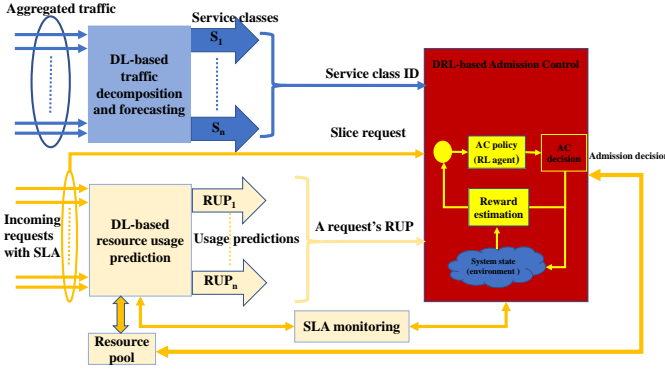 Aggregated traffic
Service classes
DL-based
traffic
decomposition
and forecasting
S1
Sn
Service class ID
Slice request
DRL-based Admission Control
AC policy
(RL agent)
AC
decision
Admission decision
Reward
estimation
System state
(environment )
Incoming
requests
with SLA
DL-based
resource usage
prediction
RUP1
Usage predictions
RUPn
A request's RUP
SLA monitoring
Resource
pool